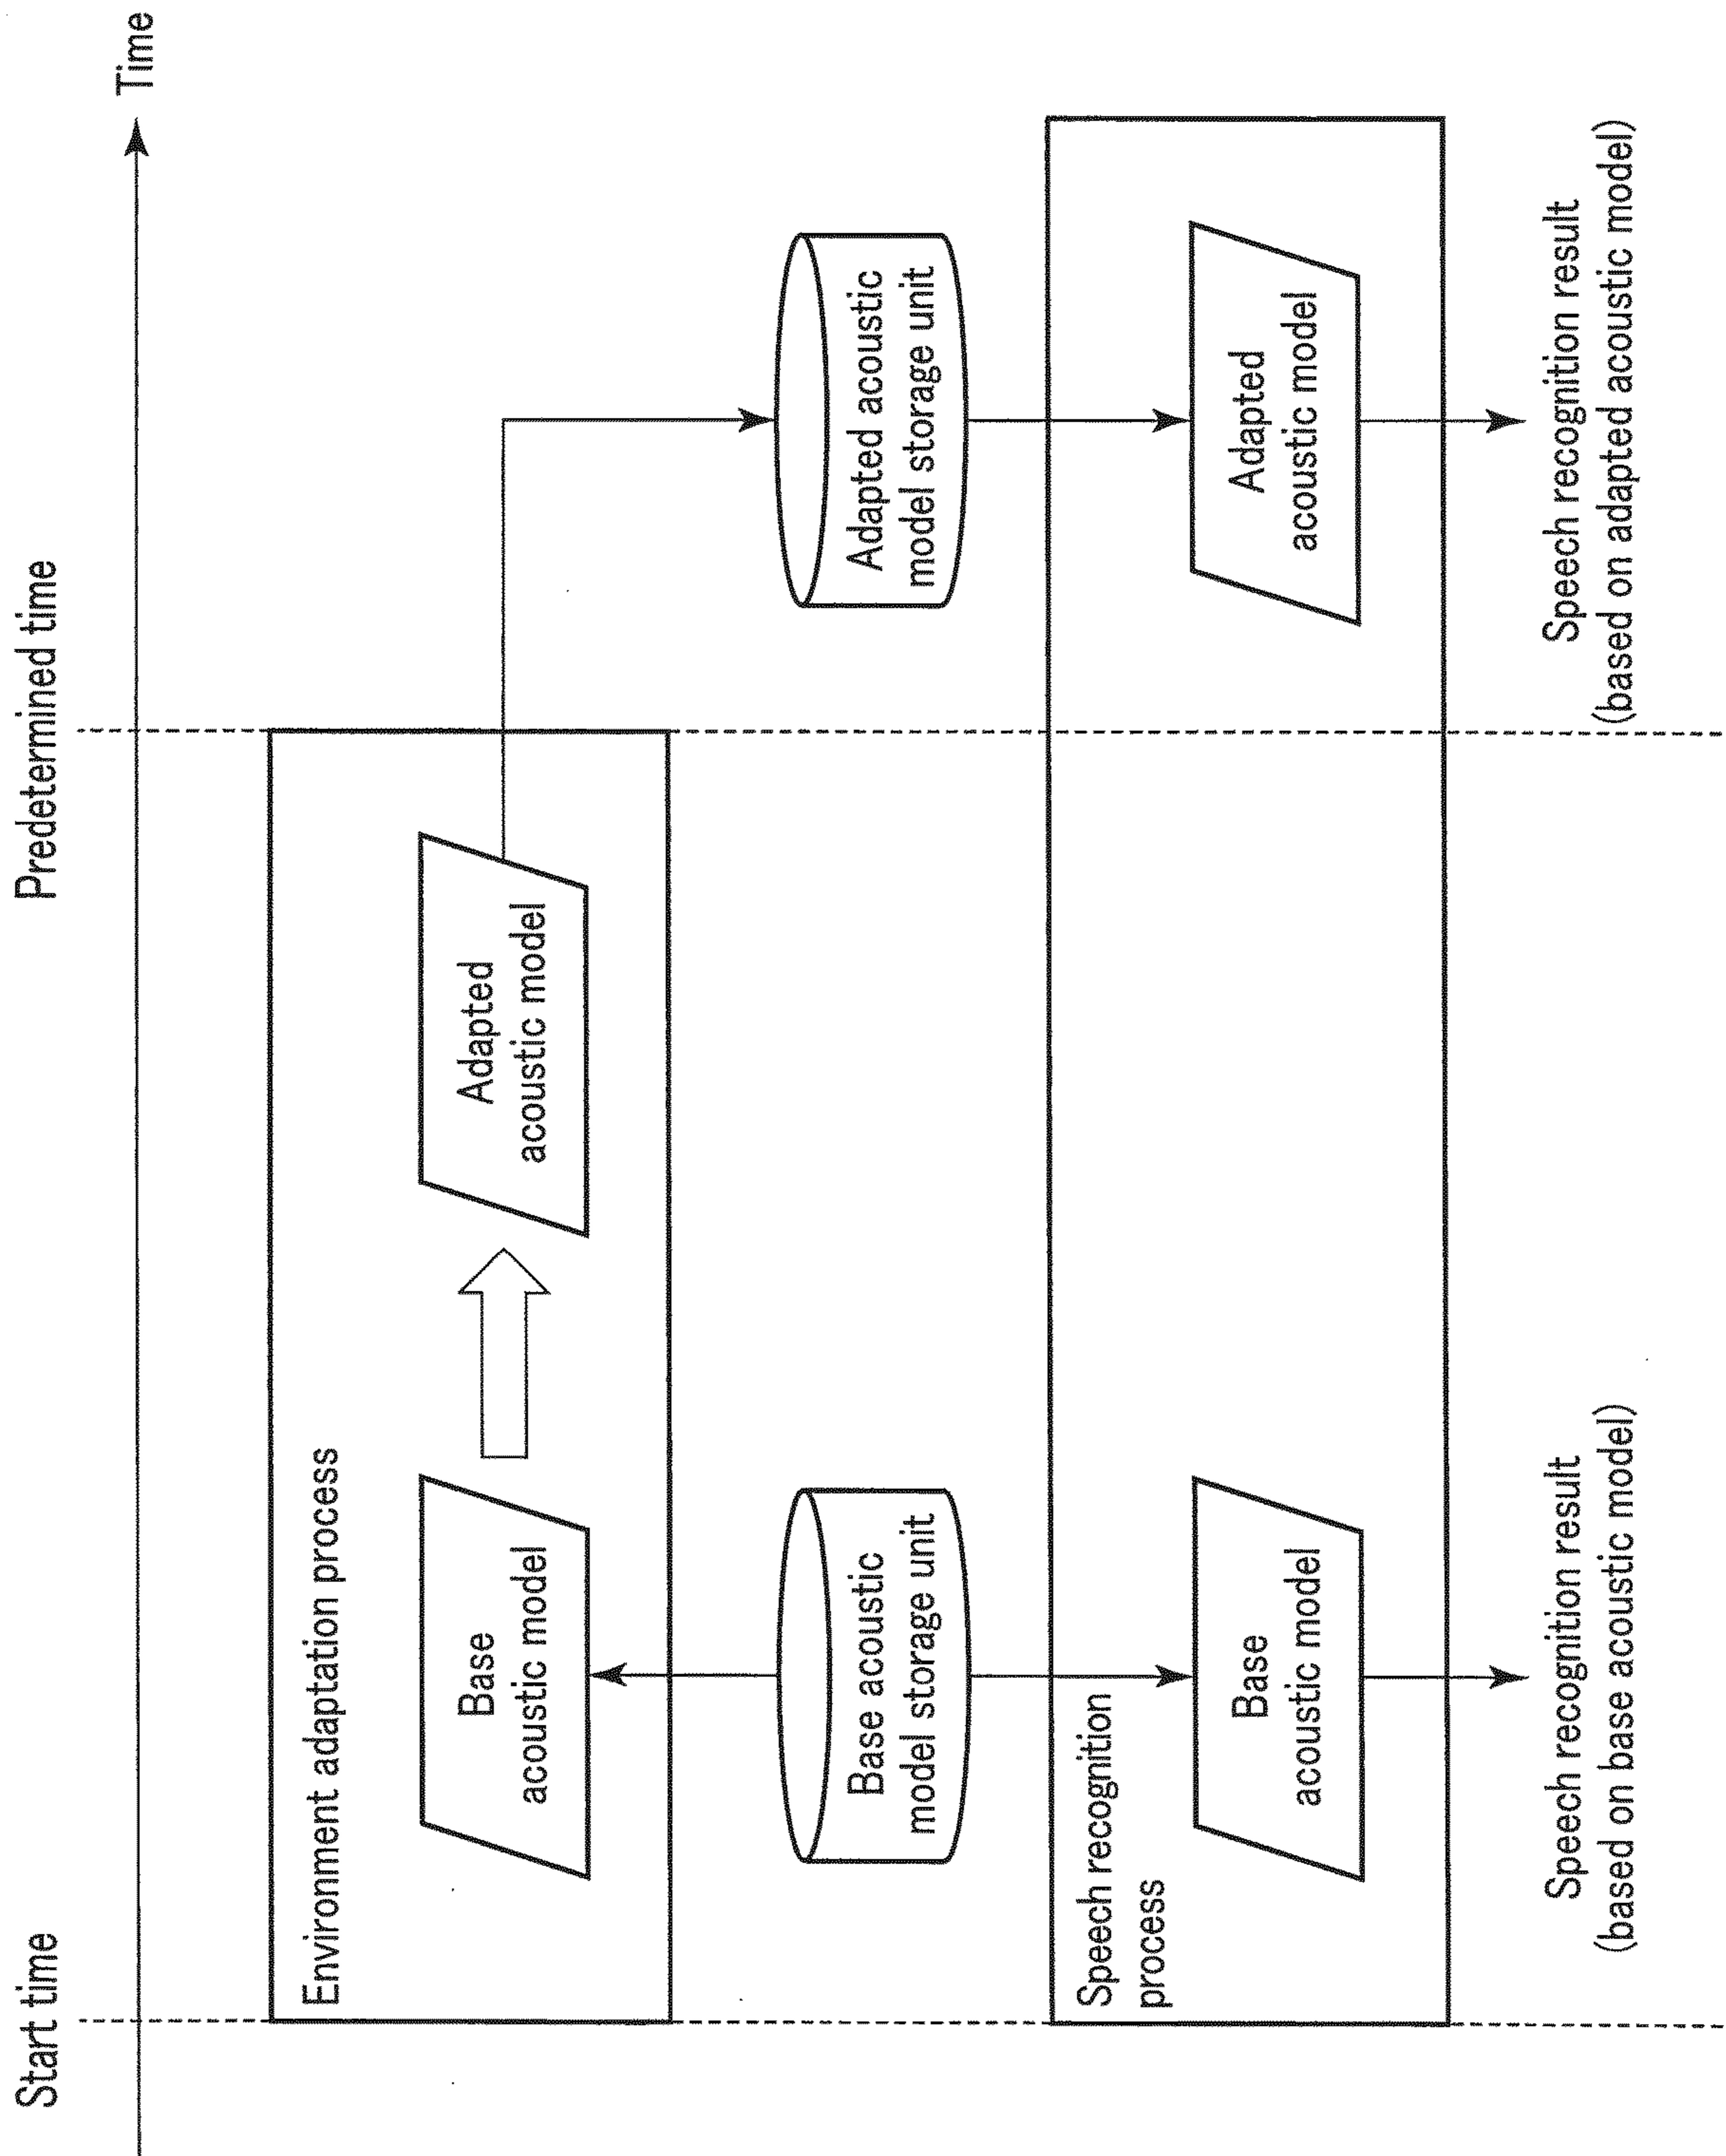 Start time
Predetermined time
Time
Environment adaptation process
Base
acoustic model
Adapted
acoustic model
Base acoustic
model storage unit
Adapted acoustic
model storage unit
Speech recognition
process
Base
acoustic model
Adapted
acoustic model
Speech recognition result
(based on base acoustic model)
Speech recognition result
(based on adapted acoustic model)